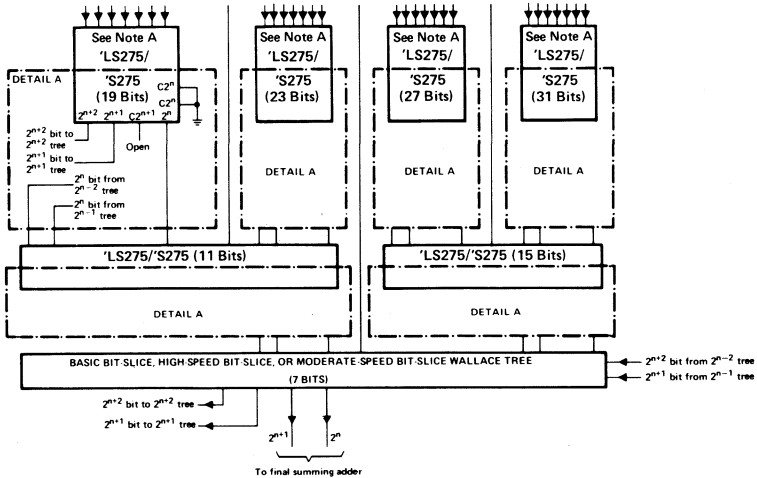 See Note A
'LS275/
'S275
(19 Bits)
DETAIL A
C2ⁿ
C2ⁿ
2ⁿ⁺² 2ⁿ⁺¹ C2ⁿ⁺¹ 2ⁿ
2ⁿ⁺² bit to
2ⁿ⁺² tree
2ⁿ⁺¹ bit to
2ⁿ⁺¹ tree
Open
2ⁿ bit from
2ⁿ⁻² tree
2ⁿ bit from
2ⁿ⁻¹ tree
See Note A
'LS275/
'S275
(23 Bits)
DETAIL A
See Note A
'LS275/
'S275
(27 Bits)
DETAIL A
See Note A
'LS275/
'S275
(31 Bits)
DETAIL A
'LS275/'S275 (11 Bits)
DETAIL A
'LS275/'S275 (15 Bits)
DETAIL A
BASIC BIT-SLICE, HIGH-SPEED BIT-SLICE, OR MODERATE-SPEED BIT-SLICE WALLACE TREE
(7 BITS)
2ⁿ⁺² bit from 2ⁿ⁻² tree
2ⁿ⁺¹ bit from 2ⁿ⁻¹ tree
2ⁿ⁺² bit to 2ⁿ⁺² tree
2ⁿ⁺¹ bit to 2ⁿ⁺¹ tree
2ⁿ⁺¹ 2ⁿ
To final summing adder